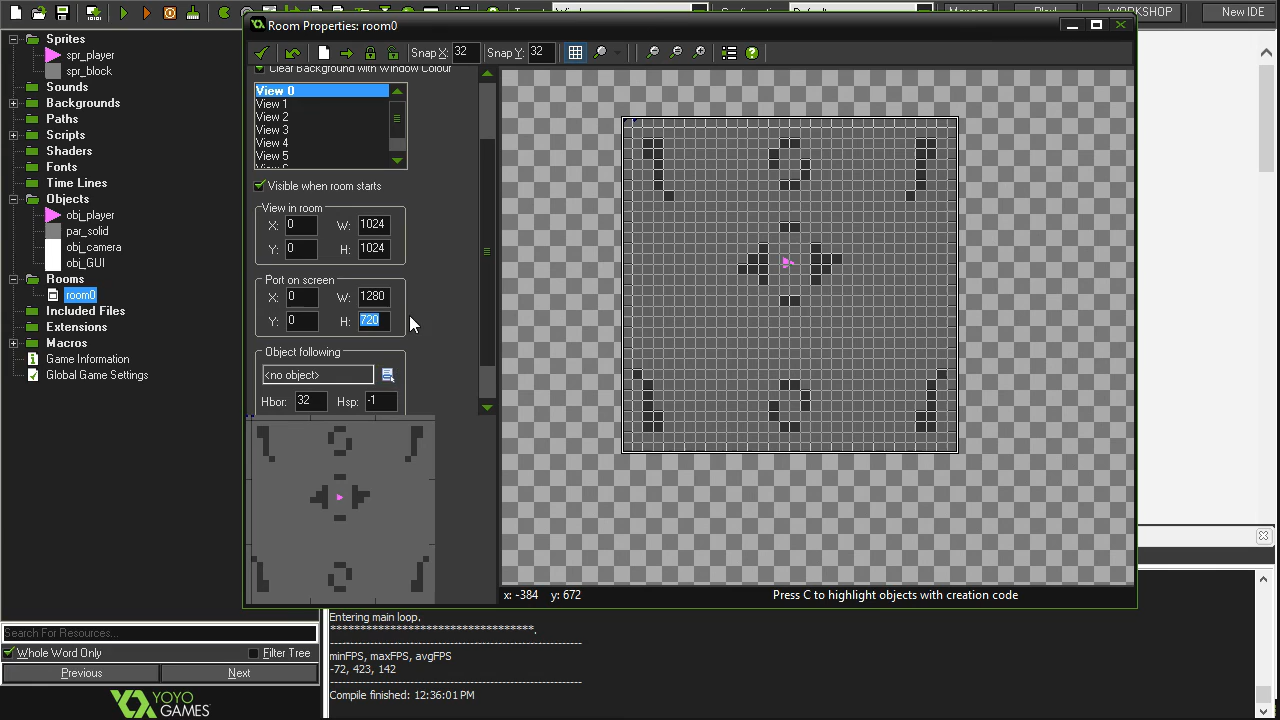 Room Properties: room0
WORKSHOP
New IDE
Snap X: 32
Snap Y: 32
Sprites
spr_player
spr_block
Sounds
Backgrounds
Paths
Scripts
Shaders
Fonts
Time Lines
Objects
obj_player
par_solid
obj_camera
obj_GUI
Rooms
room0
Included Files
Extensions
Macros
Game Information
Global Game Settings
Clear Background with Window Colour
View 0
View 1
View 2
View 3
View 4
View 5
Visible when room starts
View in room
X: 0 W: 1024
Y: 0 H: 1024
Port on screen
X: 0 W: 1280
Y: 0 H: 720
Object following
<no object>
Hbor: 32 Hsp: -1
x: -384 y: 672
Press C to highlight objects with creation code
Search For Resources...
Whole Word Only
Filter Tree
Previous
Next
YOYO
GAMES
Entering main loop.
minFPS, maxFPS, avgFPS
-72, 423, 142
Compile finished: 12:36:01 PM